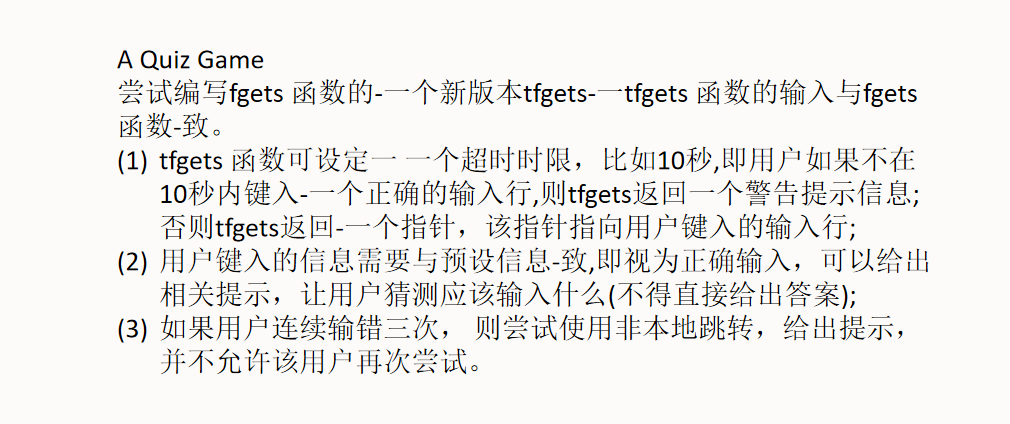 A Quiz Game
尝试编写fgets 函数的-一个新版本tfgets-一tfgets 函数的输入与fgets
函数-致。
(1) tfgets 函数可设定一 一个超时时限，比如10秒,即用户如果不在
10秒内键入-一个正确的输入行,则tfgets返回一个警告提示信息;
否则tfgets返回-一个指针，该指针指向用户键入的输入行;
(2) 用户键入的信息需要与预设信息-致,即视为正确输入，可以给出
相关提示，让用户猜测应该输入什么(不得直接给出答案);
(3) 如果用户连续输错三次， 则尝试使用非本地跳转，给出提示，
并不允许该用户再次尝试。